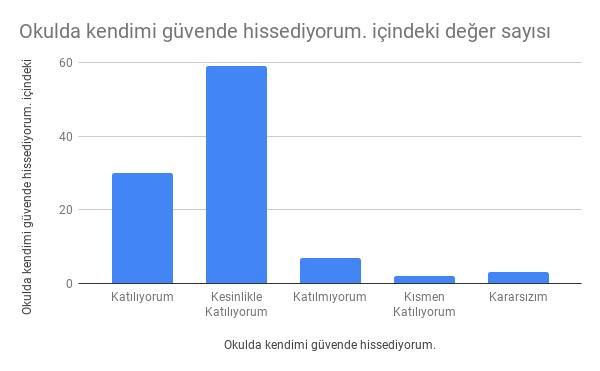 Okulda kendimi güvende hissediyorum. içindeki değer sayısı
Okulda kendimi güvende hissediyorum. içindeki
60
40
20
0
Katılıyorum
Kesinlikle
Katılıyorum
Katılmıyorum
Kısmen
Katılıyorum
Kararsızım
Okulda kendimi güvende hissediyorum.